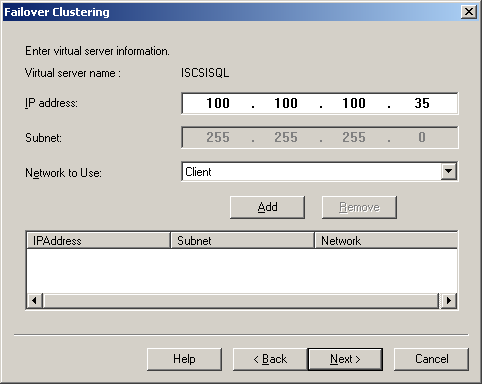 Failover Clustering
Enter virtual server information.
Virtual server name : ISCSISQL
IP address: 100 . 100 . 100 . 35
Subnet: 255 . 255 . 255 . 0
Network to Use: Client
Add Remove
IPAddress Subnet Network
Help < Back Next > Cancel